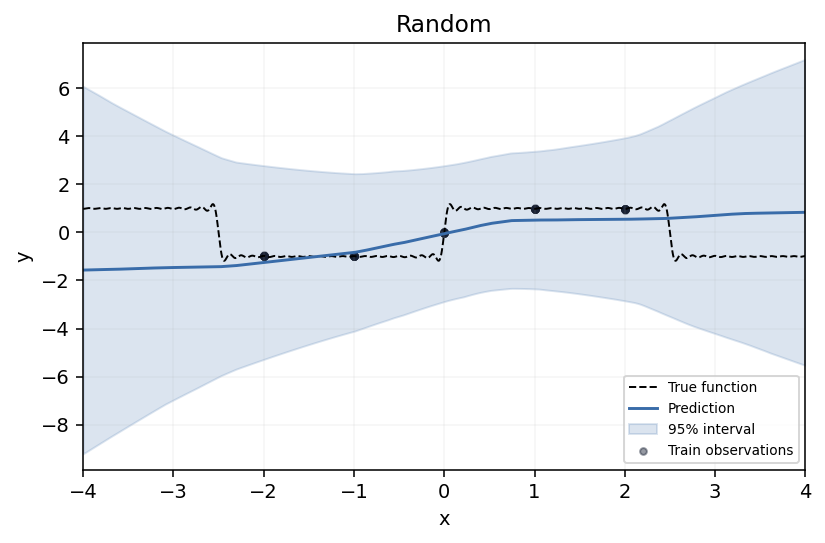 Random
6
4
2
0
−2
−4
−6
−8
y
True function
Prediction
95% interval
Train observations
−4 −3 −2 −1 0 1 2 3 4
x